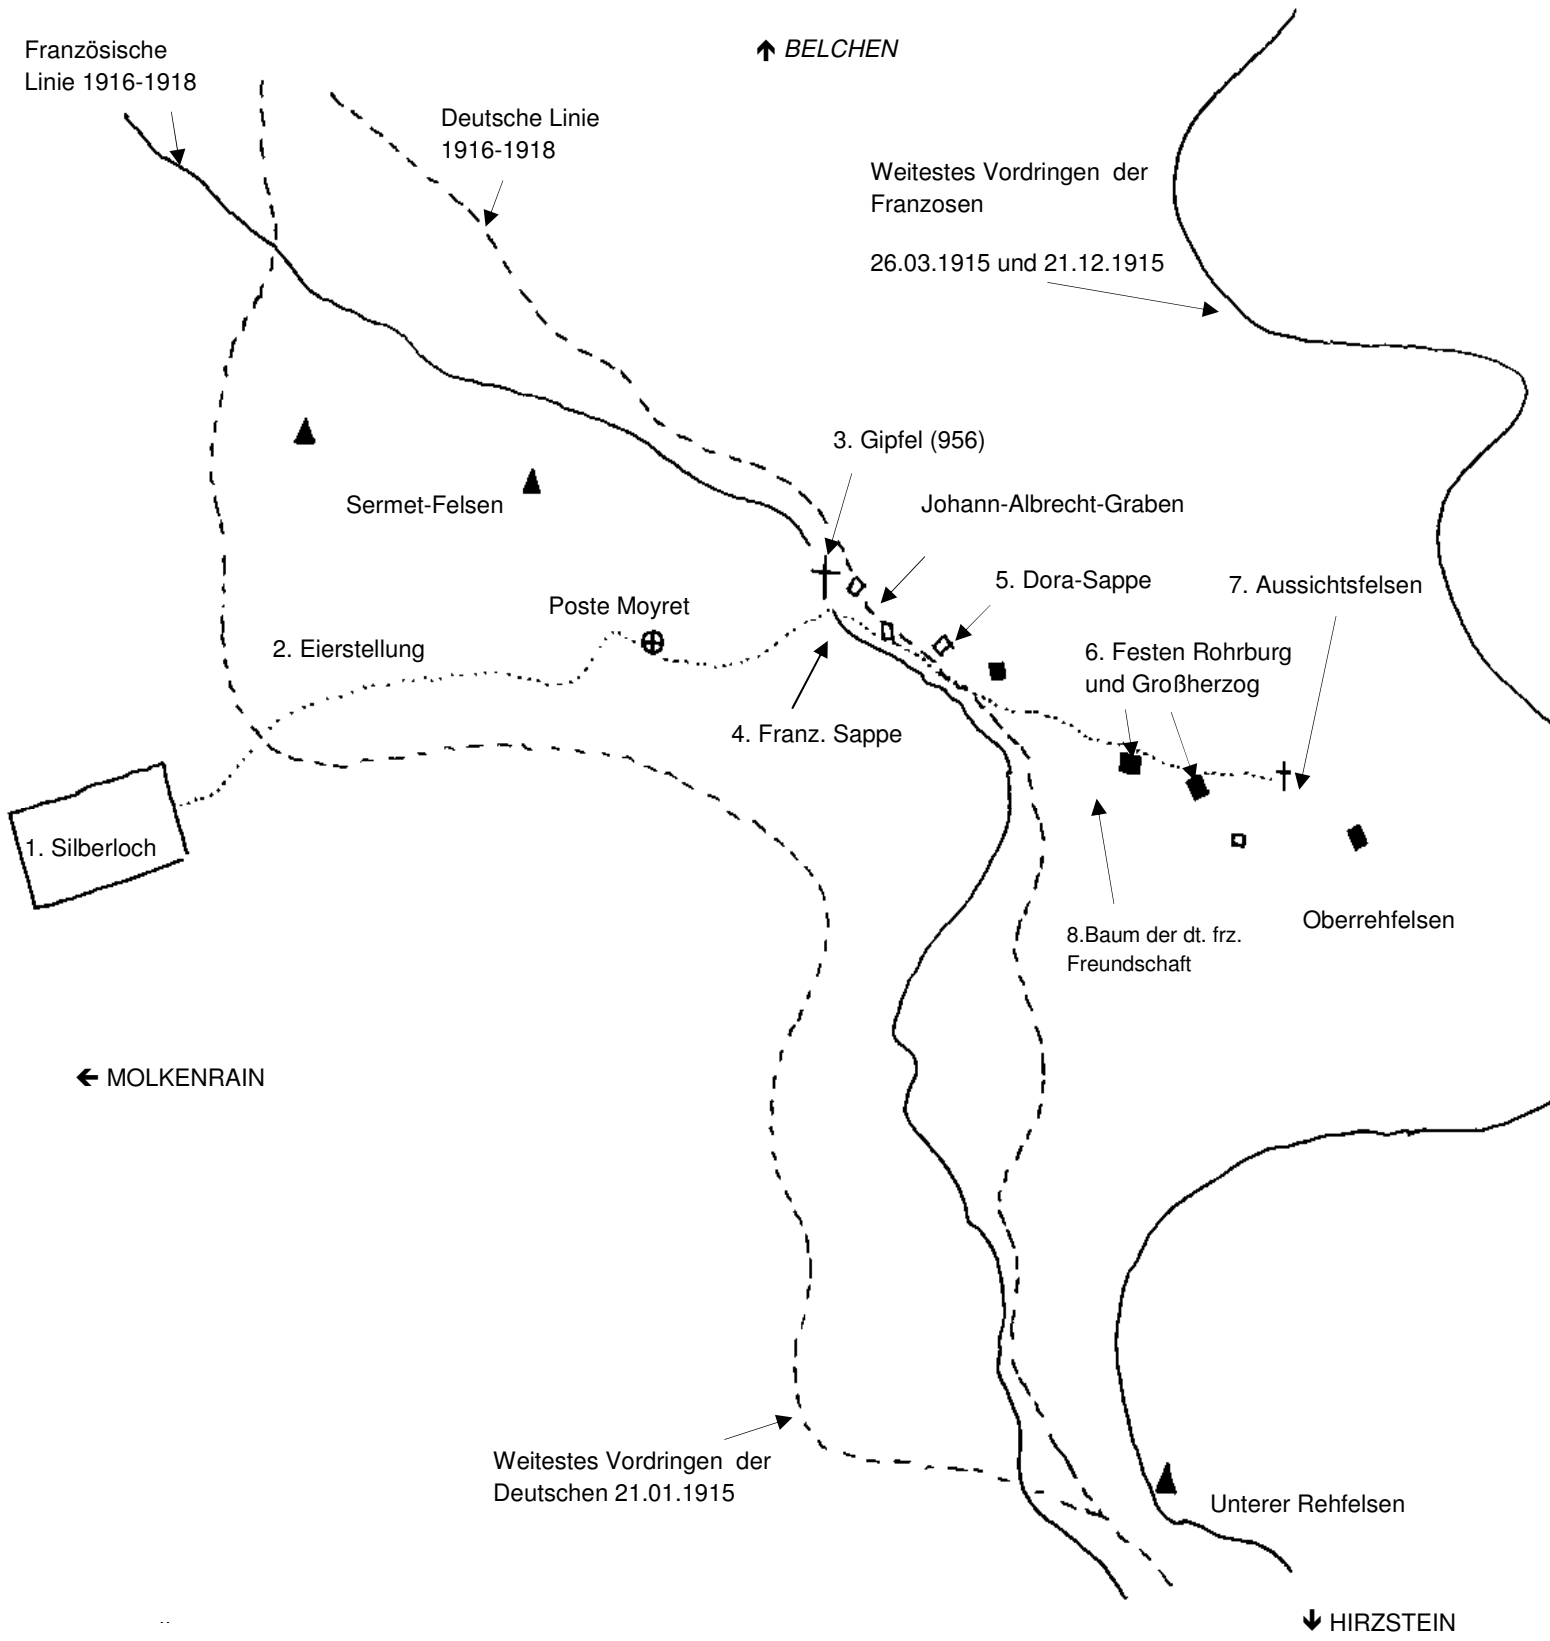 Französische
Linie 1916-1918
BELCHEN
Deutsche Linie
1916-1918
Weitestes Vordringen der
Franzosen
26.03.1915 und 21.12.1915
3. Gipfel (956)
Sermet-Felsen
Johann-Albrecht-Graben
5. Dora-Sappe
7. Aussichtsfelsen
Poste Moyret
2. Eierstellung
6. Festen Rohrburg
und Großherzog
4. Franz. Sappe
1. Silberloch
8.Baum der dt. frz.
Freundschaft
Oberrehfelsen
MOLKENRAIN
Weitestes Vordringen der
Deutschen 21.01.1915
Unterer Rehfelsen
HIRZSTEIN